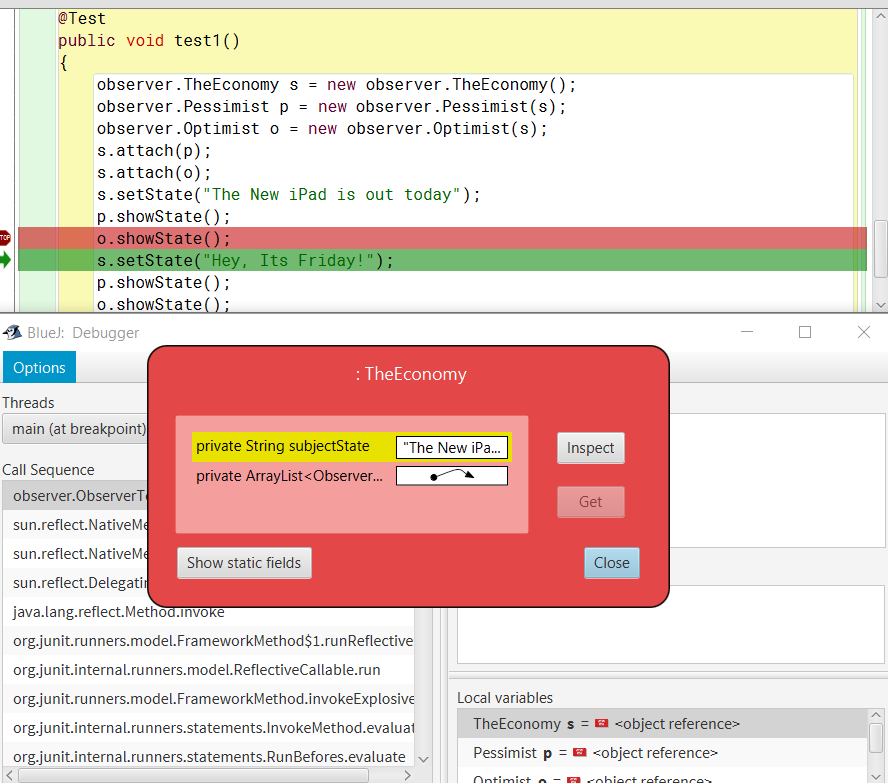 @Test
public void test1()
{
observer.TheEconomy s = new observer.TheEconomy();
observer.Pessimist p = new observer.Pessimist(s);
observer.Optimist o = new observer.Optimist(s);
s.attach(p);
s.attach(o);
s.setState("The New iPad is out today");
p.showState();
STOP
o.showState();
s.setState("Hey, Its Friday!");
p.showState();
o.showState();
BlueJ: Debugger
Options
Threads
main (at breakpoint)
Call Sequence
observer.ObserverTe
sun.reflect.NativeMe
sun.reflect.NativeMe
sun.reflect.Delegatin
java.lang.reflect.Method.invoke
org.junit.runners.model.FrameworkMethod$1.runReflective
org.junit.internal.runners.model.ReflectiveCallable.run
org.junit.runners.model.FrameworkMethod.invokeExplosive
org.junit.internal.runners.statements.InvokeMethod.evaluat
org.junit.internal.runners.statements.RunBefores.evaluate
: TheEconomy
private String subjectState "The New iPa...
private ArrayList<Observer...
Inspect
Get
Show static fields
Close
Local variables
TheEconomy s = <object reference>
Pessimist p = <object reference>
Optimist o = <object reference>